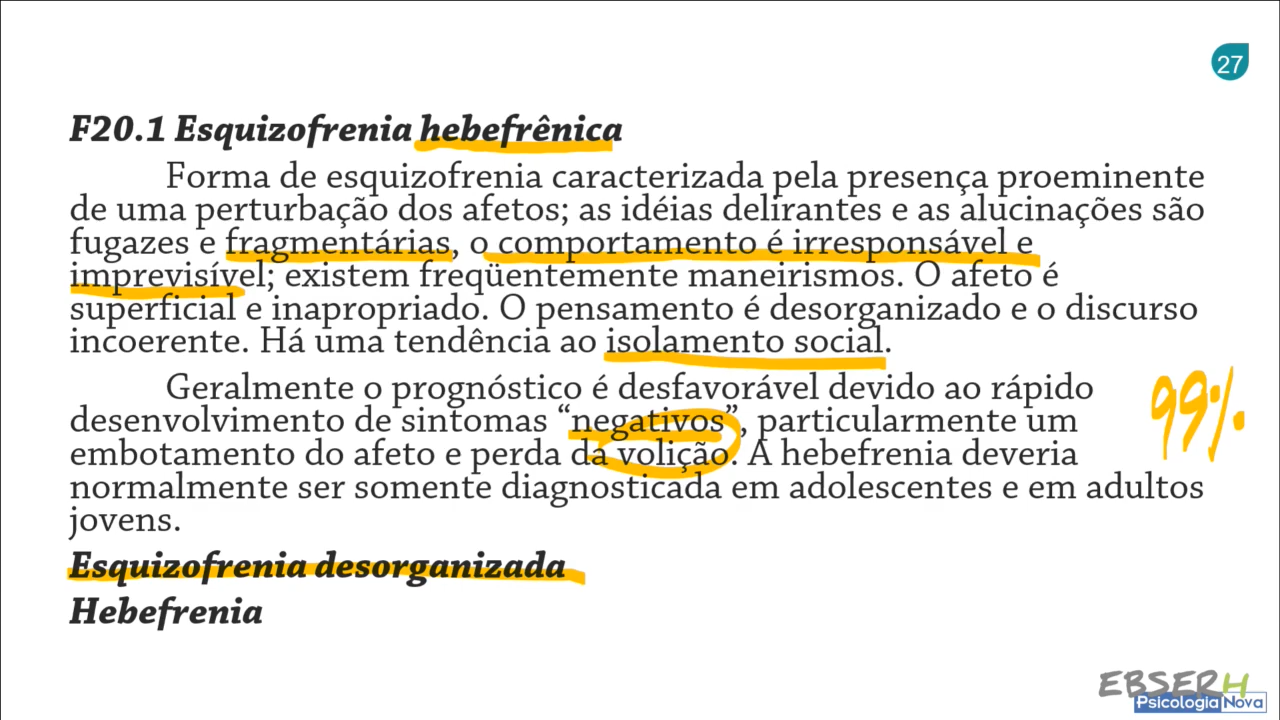 27
F20.1 Esquizofrenia hebefrênica
Forma de esquizofrenia caracterizada pela presença proeminente
de uma perturbação dos afetos; as idéias delirantes e as alucinações são
fugazes e fragmentárias, o comportamento é irresponsável e
imprevisível; existem freqüentemente maneirismos. O afeto é
superficial e inapropriado. O pensamento é desorganizado e o discurso
incoerente. Há uma tendência ao isolamento social.
Geralmente o prognóstico é desfavorável devido ao rápido
desenvolvimento de sintomas “negativos”, particularmente um
embotamento do afeto e perda da volição. A hebefrenia deveria
normalmente ser somente diagnosticada em adolescentes e em adultos
jovens.
99%
Esquizofrenia desorganizada
Hebefrenia
EBSERH
Psicologia Nova